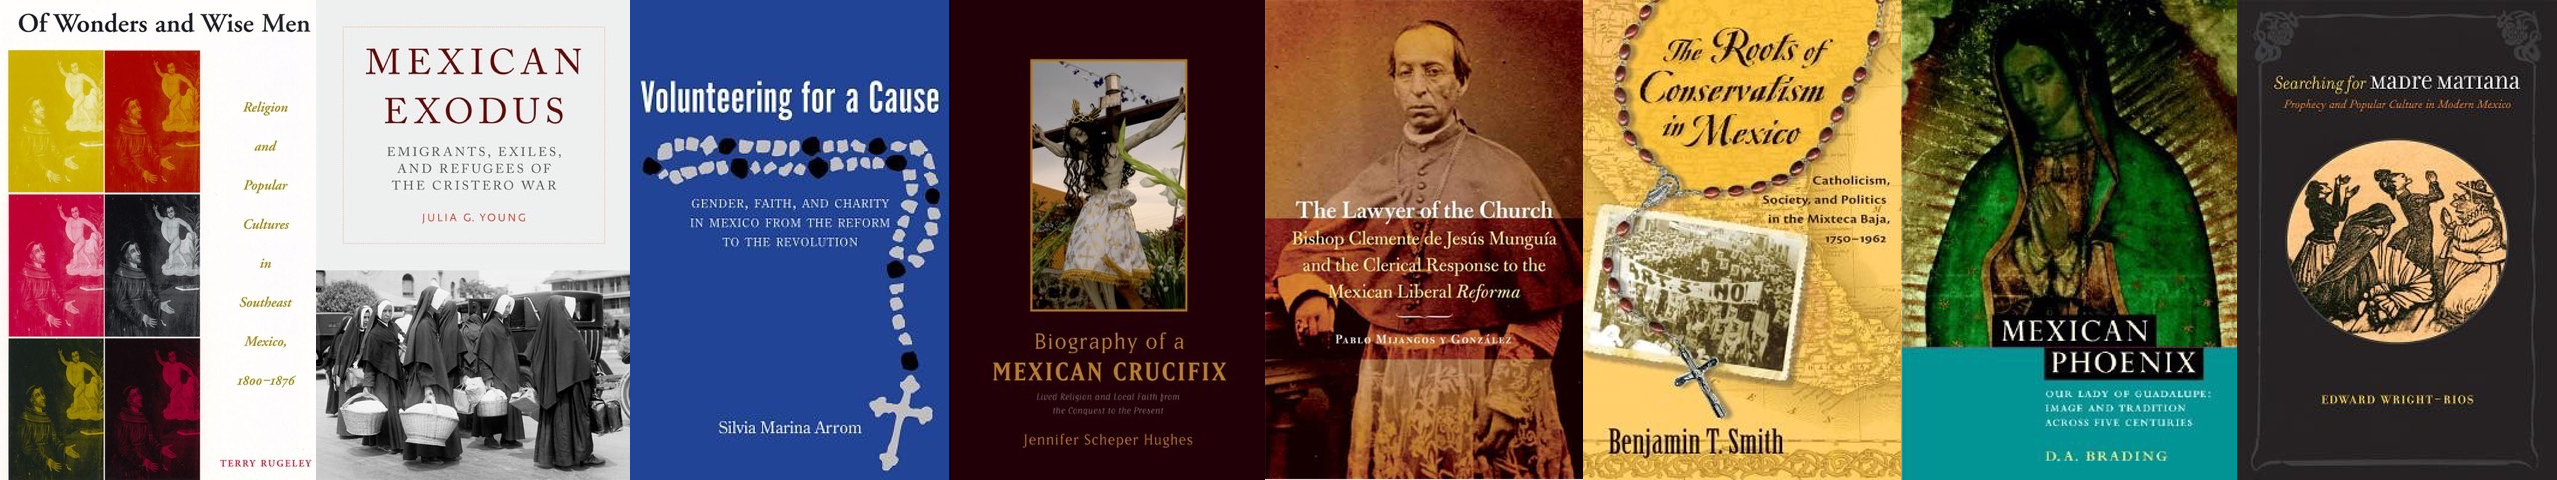 Of Wonders and Wise Men
Religion
and
Popular
Cultures
in
Southeast
Mexico,
1800–1876
TERRY RUGELEY
MEXICAN
EXODUS
EMIGRANTS, EXILES,
AND REFUGEES OF
THE CRISTERO WAR
JULIA G. YOUNG
Volunteering for a Cause
GENDER, FAITH, AND CHARITY
IN MEXICO FROM THE REFORM
TO THE REVOLUTION
Silvia Marina Arrom
Biography of a
MEXICAN CRUCIFIX
Lived Religion and Local Faith from
the Conquest to the Present
Jennifer Scheper Hughes
The Lawyer of the Church
Bishop Clemente de Jesús Munguía
and the Clerical Response to the
Mexican Liberal Reforma
PABLO MIJANGOS Y GONZÁLEZ
The Roots of
Conservatism
in Mexico
Catholicism,
Society, and Politics
in the Mixteca Baja,
1750–1962
NO
Benjamin T. Smith
MEXICAN
PHOENIX
OUR LADY OF GUADALUPE:
IMAGE AND TRADITION
ACROSS FIVE CENTURIES
D.A. BRADING
Searching for MADRE MATIANA
Prophecy and Popular Culture in Modern Mexico
EDWARD WRIGHT-RIOS